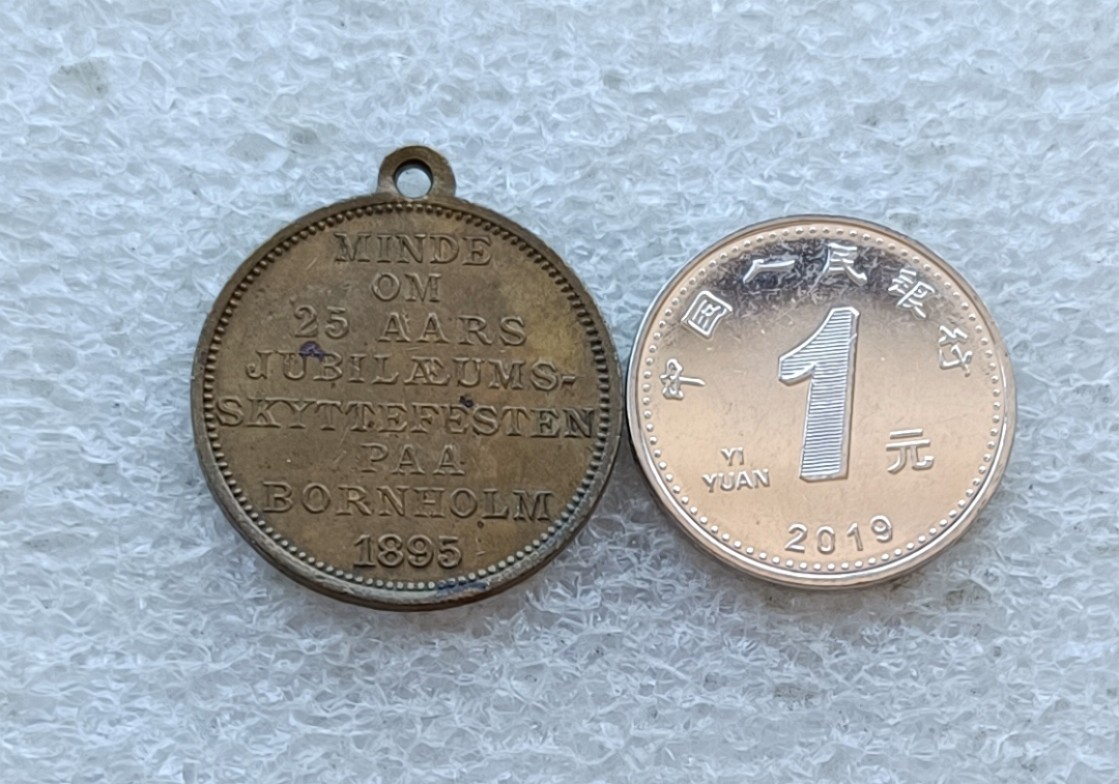 MINDE
OM
25 AARS
JUBILÆUMS-
SKYTTEFESTEN
PAA
BORNHOLM
1895
中国人民银行
1
元
YI
YUAN
2019